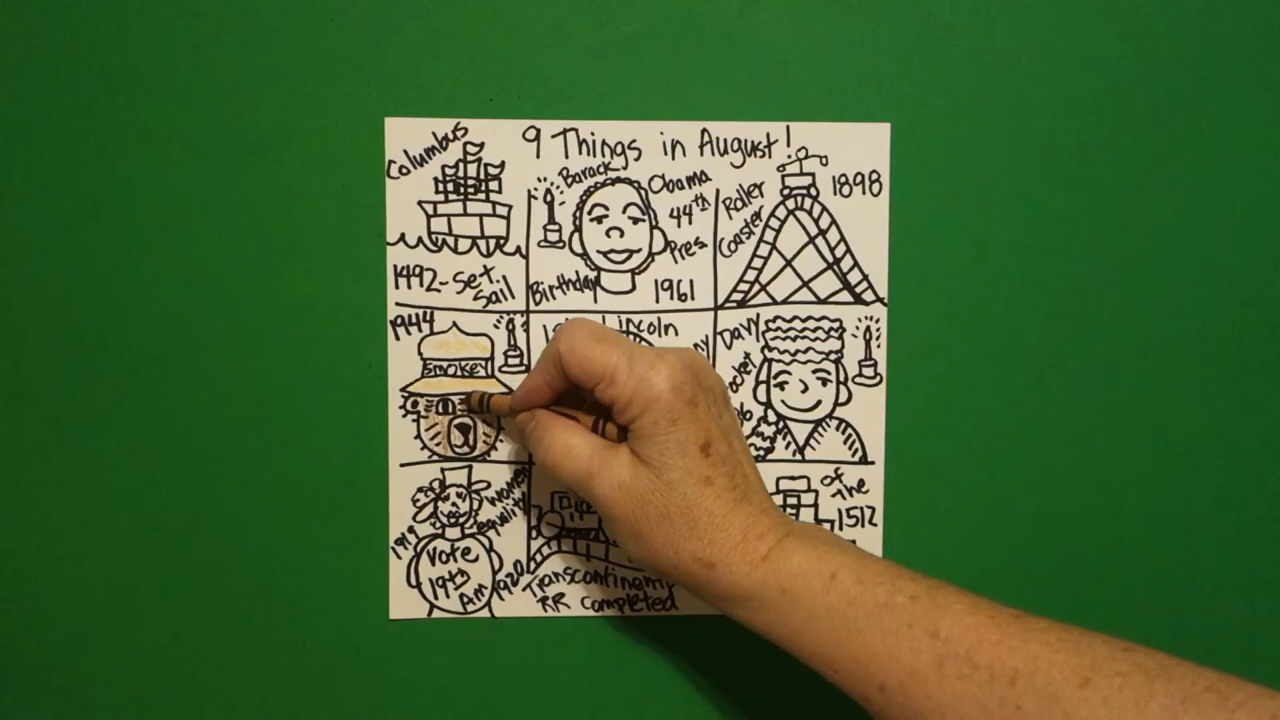 9 Things in August!
Columbus
1492-Set
Sail
Barack
Obama
44th
Pres.
Birthday
1961
Roller
Coaster
1898
1944
Smokey
Lincoln
Davy
1919
Women
equality
Vote
19th
Am
1920
Transcontinent
RR Completed
of
The
1512